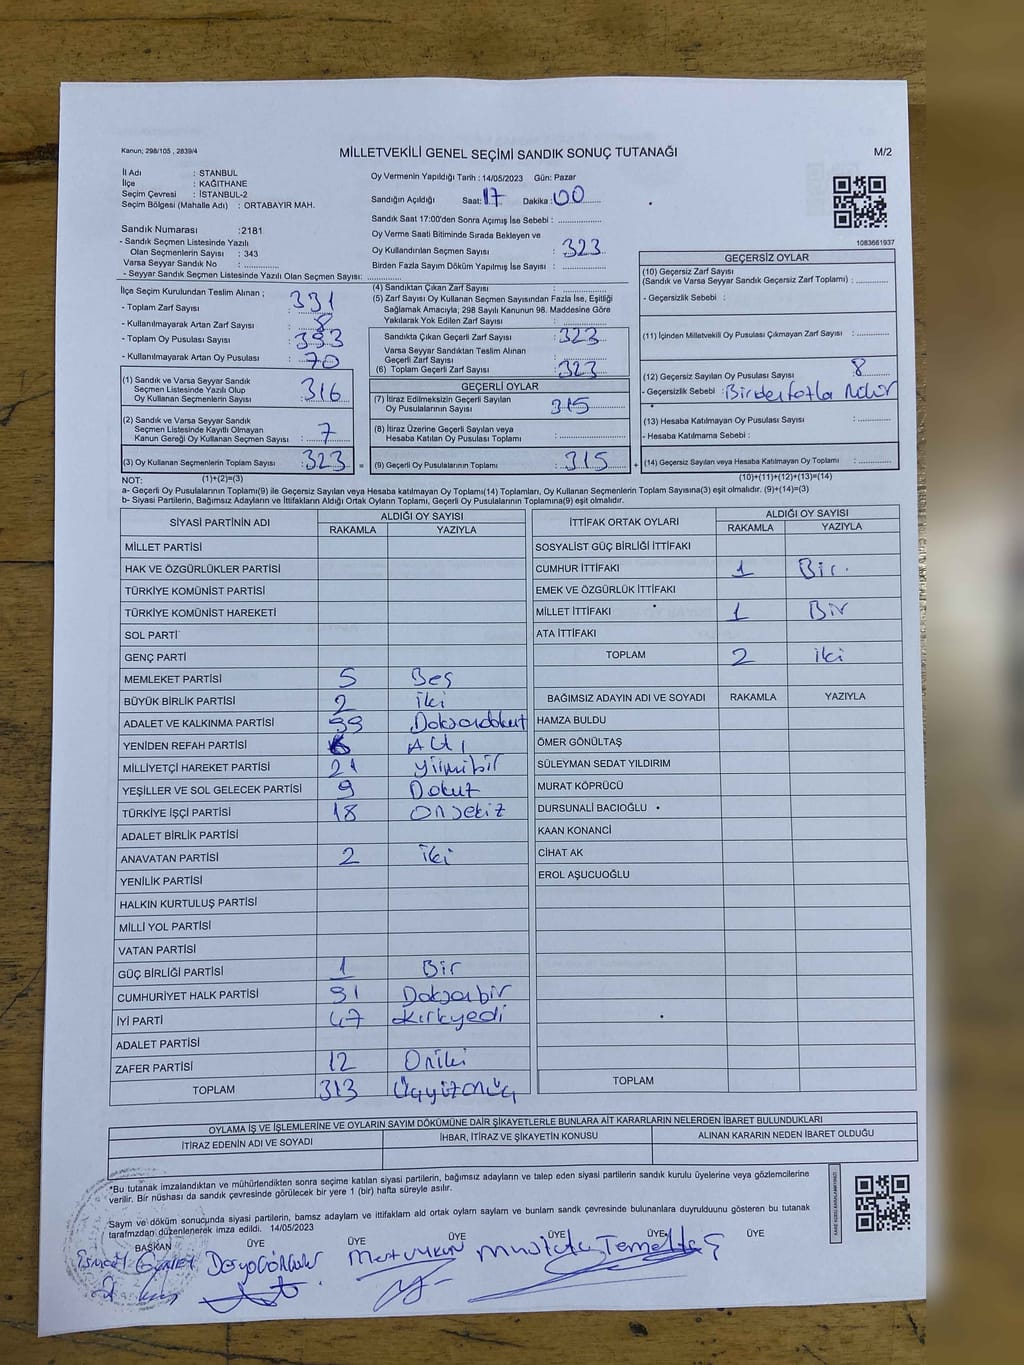 Kanun; 298/105 , 2839/4
MİLLETVEKİLİ GENEL SEÇİMİ SANDIK SONUÇ TUTANAĞI
M/2
İl Adı : STANBUL
İlçe : KAĞITHANE
Seçim Çevresi : İSTANBUL-2
Seçim Bölgesi (Mahalle Adı) : ORTABAYIR MAH.
Oy Vermenin Yapıldığı Tarih : 14/05/2023 Gün: Pazar
Sandığın Açıldığı Saat: 17 Dakika: 00
Sandık Saat 17:00'den Sonra Açımış İse Sebebi :
Sandık Numarası :2181
- Sandık Seçmen Listesinde Yazılı
Olan Seçmenlerin Sayısı : 343
Varsa Seyyar Sandık No :
- Seyyar Sandık Seçmen Listesinde Yazılı Olan Seçmen Sayısı:
Oy Verme Saati Bitiminde Sırada Bekleyen ve
Oy Kullandırılan Seçmen Sayısı : 323
Birden Fazla Sayım Döküm Yapılmış İse Sayısı :
1083661937
İlçe Seçim Kurulundan Teslim Alınan ;
- Toplam Zarf Sayısı : 331
- Kullanılmayarak Artan Zarf Sayısı : 8
- Toplam Oy Pusulası : 393
- Kullanılmayarak Artan Oy Pusulası : 70
(1) Sandık ve Varsa Seyyar Sandık
Seçmen Listesinde Yazılı Olup
Oy Kullanan Seçmenlerin Sayısı : 316
(2) Sandık ve Varsa Seyyar Sandık
Seçmen Listesinde Kayıtlı Olmayan
Kanun Gereği Oy Kullanan Seçmen Sayısı : 7
(3) Oy Kullanan Seçmenlerin Toplam Sayısı : 323 =
(4) Sandıktan Çıkan Zarf Sayısı :
(5) Zarf Sayısı Oy Kullanan Seçmen Sayısından Fazla İse, Eşitliği
Sağlamak Amacıyla; 298 Sayılı Kanunun 98. Maddesine Göre
Yakılarak Yok Edilen Zarf Sayısı :
Sandıkta Çıkan Geçerli Zarf Sayısı : 323
Varsa Seyyar Sandıktan Teslim Alınan
Geçerli Zarf Sayısı :
(6) Toplam Geçerli Zarf Sayısı : 323
GEÇERLİ OYLAR
(7) İtiraz Edilmeksizin Geçerli Sayılan
Oy Pusulalarının Sayısı : 315
(8) İtiraz Üzerine Geçerli Sayılan veya
Hesaba Katılan Oy Pusulası Toplamı :
(9) Geçerli Oy Pusulalarının Toplamı : 315 +
GEÇERSİZ OYLAR
(10) Geçersiz Zarf Sayısı
(Sandık ve Varsa Seyyar Sandık Geçersiz Zarf Toplamı) :
- Geçersizlik Sebebi :
(11) İçinden Milletvekili Oy Pusulası Çıkmayan Zarf Sayısı :
(12) Geçersiz Sayılan Oy Pusulası Sayısı : 8
- Geçersizlik Sebebi : Birden fazla Mühür
(13) Hesaba Katılmayan Oy Pusulası Sayısı :
- Hesaba Katılmama Sebebi :
(14) Geçersiz Sayılan veya Hesaba Katılmayan Oy Toplamı :
NOT: (1)+(2)=(3)
(10)+(11)+(12)+(13)=(14)
a- Geçerli Oy Pusulalarının Toplamı(9) ile Geçersiz Sayılan veya Hesaba katılmayan Oy Toplamı(14) Toplamları, Oy Kullanan Seçmenlerin Toplam Sayısına(3) eşit olmalıdır. (9)+(14)=(3)
b- Siyasi Partilerin, Bağımsız Adayların ve İttifakların Aldığı Ortak Oyların Toplamı, Geçerli Oy Pusulalarının Toplamına(9) eşit olmalıdır.
SİYASİ PARTİNİN ADI ALDIĞI OY SAYISI
RAKAMLA YAZIYLA
MİLLET PARTİSİ
HAK VE ÖZGÜRLÜKLER PARTİSİ
TÜRKİYE KOMÜNİST PARTİSİ
TÜRKİYE KOMÜNİST HAREKETİ
SOL PARTİ
GENÇ PARTİ
MEMLEKET PARTİSİ 5 Beş
BÜYÜK BİRLİK PARTİSİ 2 iki
ADALET VE KALKINMA PARTİSİ 99 Doksandokuz
YENİDEN REFAH PARTİSİ 6 Altı
MİLLİYETÇİ HAREKET PARTİSİ 21 yirmibir
YEŞİLLER VE SOL GELECEK PARTİSİ 9 Dokuz
TÜRKİYE İŞÇİ PARTİSİ 18 Onsekiz
ADALET BİRLİK PARTİSİ
ANAVATAN PARTİSİ 2 iki
YENİLİK PARTİSİ
HALKIN KURTULUŞ PARTİSİ
MİLLİ YOL PARTİSİ
VATAN PARTİSİ
GÜÇ BİRLİĞİ PARTİSİ 1 Bir
CUMHURİYET HALK PARTİSİ 91 Doksanbir
İYİ PARTİ 47 Kırkyedi
ADALET PARTİSİ
ZAFER PARTİSİ 12 Oniki
TOPLAM 313 Üçyüzonüç
İTTİFAK ORTAK OYLARI ALDIĞI OY SAYISI
RAKAMLA YAZIYLA
SOSYALİST GÜÇ BİRLİĞİ İTTİFAKI
CUMHUR İTTİFAKI 1 Bir.
EMEK VE ÖZGÜRLÜK İTTİFAKI
MİLLET İTTİFAKI 1 Bir
ATA İTTİFAKI
TOPLAM 2 iki
BAĞIMSIZ ADAYIN ADI VE SOYADI RAKAMLA YAZIYLA
HAMZA BULDU
ÖMER GÖNÜLTAŞ
SÜLEYMAN SEDAT YILDIRIM
MURAT KÖPRÜCÜ
DURSUNALİ BACIOĞLU
KAAN KONANCİ
CİHAT AK
EROL AŞUCUOĞLU
TOPLAM
OYLAMA İŞ VE İŞLEMLERİNE VE OYLARIN SAYIM DÖKÜMÜNE DAİR ŞİKAYETLERLE BUNLARA AİT KARARLARIN NELERDEN İBARET BULUNDUKLARI
İTİRAZ EDENİN ADI VE SOYADI İHBAR, İTİRAZ VE ŞİKAYETİN KONUSU ALINAN KARARIN NEDEN İBARET OLDUĞU
*Bu tutanak imzalandıktan ve mühürlendikten sonra seçime katılan siyasi partilerin, bağımsız adayların ve talep eden siyasi partilerin sandık kurulu üyelerine veya gözlemcilerine
verilir. Bir nüshası da sandık çevresinde görülecek bir yere 1 (bir) hafta süreyle asılır.
Sayım ve döküm sonucunda siyasi partilerin, bamsz adaylam ve ittifaklam ald ortak oylam saylam ve bunlam sandk çevresinde bulunanlara duyrulduunu gösteren bu tutanak
tarafmzdan düzenlenerek imza edildi. 14/05/2023
BAŞKAN ÜYE ÜYE ÜYE ÜYE ÜYE
Mustafa Temeltaş